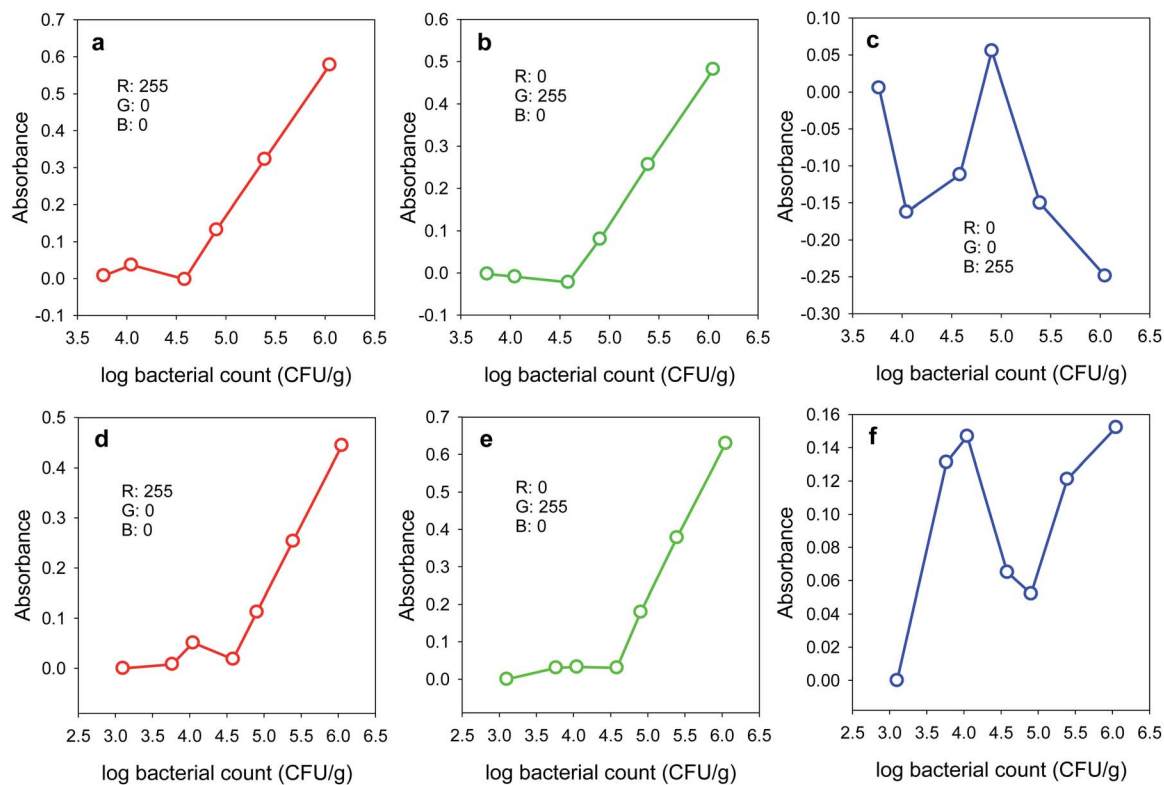 a
R: 255
G: 0
B: 0
Absorbance
0.7
0.6
0.5
0.4
0.3
0.2
0.1
0.0
-0.1
3.5 4.0 4.5 5.0 5.5 6.0 6.5
log bacterial count (CFU/g)
b
R: 0
G: 255
B: 0
Absorbance
0.6
0.5
0.4
0.3
0.2
0.1
0.0
-0.1
3.5 4.0 4.5 5.0 5.5 6.0 6.5
log bacterial count (CFU/g)
c
R: 0
G: 0
B: 255
Absorbance
0.10
0.05
0.00
-0.05
-0.10
-0.15
-0.20
-0.25
-0.30
3.5 4.0 4.5 5.0 5.5 6.0 6.5
log bacterial count (CFU/g)
d
R: 255
G: 0
B: 0
Absorbance
0.5
0.4
0.3
0.2
0.1
0.0
2.5 3.0 3.5 4.0 4.5 5.0 5.5 6.0 6.5
log bacterial count (CFU/g)
e
R: 0
G: 255
B: 0
Absorbance
0.7
0.6
0.5
0.4
0.3
0.2
0.1
0.0
2.5 3.0 3.5 4.0 4.5 5.0 5.5 6.0 6.5
log bacterial count (CFU/g)
f
Absorbance
0.16
0.14
0.12
0.10
0.08
0.06
0.04
0.02
0.00
2.5 3.0 3.5 4.0 4.5 5.0 5.5 6.0 6.5
log bacterial count (CFU/g)